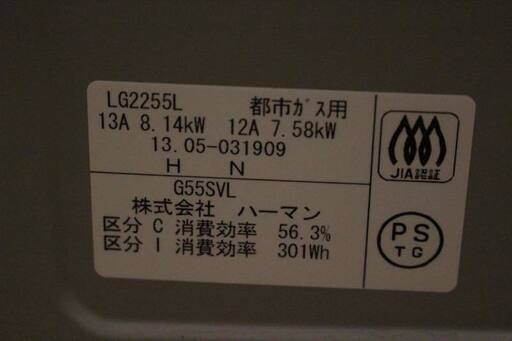 LG2255L 都市ｶﾞｽ用
13A 8.14kW 12A 7.58kW
13.05-031909
H N
G55SVL
株式会社 ハーマン
区分 C 消費効率 56.3%
区分 I 消費効率 301Wh
JIA認証
PS
TG